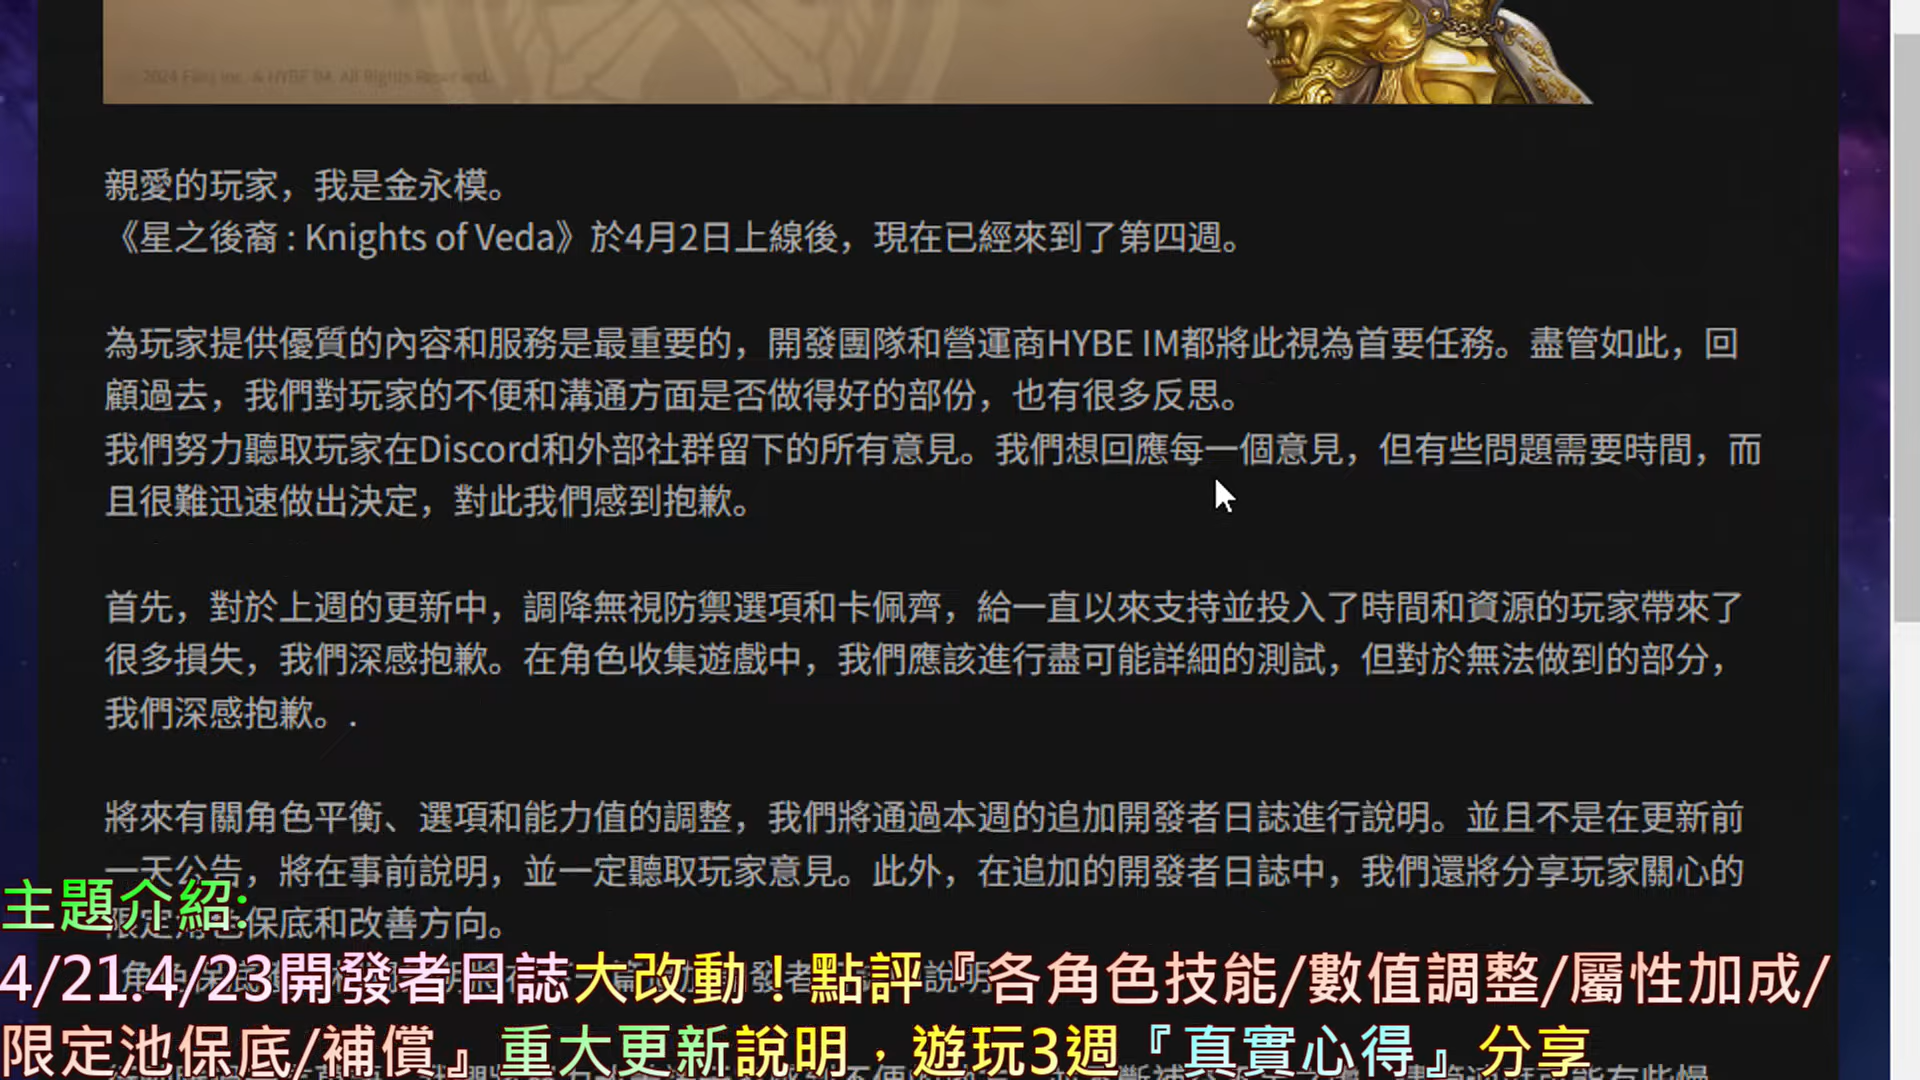 2024 Flint Inc. & HYBE IM. All Rights Reserved.
親愛的玩家，我是金永模。
《星之後裔 : Knights of Veda》於4月2日上線後，現在已經來到了第四週。
為玩家提供優質的內容和服務是最重要的，開發團隊和營運商HYBE IM都將此視為首要任務。盡管如此，回
顧過去，我們對玩家的不便和溝通方面是否做得好的部份，也有很多反思。
我們努力聽取玩家在Discord和外部社群留下的所有意見。我們想回應每一個意見，但有些問題需要時間，而
且很難迅速做出決定，對此我們感到抱歉。
首先，對於上週的更新中，調降無視防禦選項和卡佩齊，給一直以來支持並投入了時間和資源的玩家帶來了
很多損失，我們深感抱歉。在角色收集遊戲中，我們應該進行盡可能詳細的測試，但對於無法做到的部分，
我們深感抱歉。.
將來有關角色平衡、選項和能力值的調整，我們將通過本週的追加開發者日誌進行說明。並且不是在更新前
一天公告，將在事前說明，並一定聽取玩家意見。此外，在追加的開發者日誌中，我們還將分享玩家關心的
限定角色保底和改善方向。
主題介紹:
4/21.4/23開發者日誌大改動！點評『各角色技能/數值調整/屬性加成/
限定池保底/補償』重大更新說明，遊玩3週『真實心得』分享